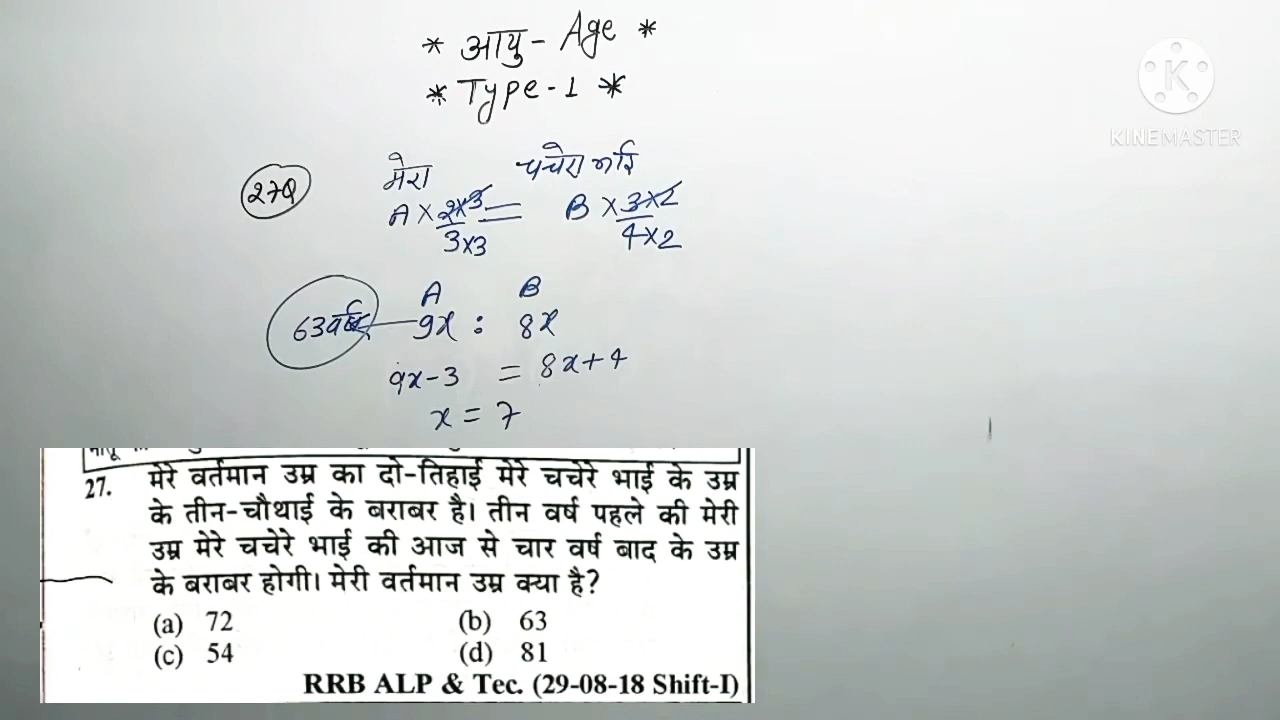 * आयु - Age *
* Type - 1 *
KINEMASTER
27Q
मेरा चचेरा भाई
A × 2×3/3×3 = B × 3×2/4×2
A B
63वर्ष 9x : 8x
9x - 3 = 8x + 4
x = 7
27. मेरे वर्तमान उम्र का दो-तिहाई मेरे चचेरे भाई के उम्र
के तीन-चौथाई के बराबर है। तीन वर्ष पहले की मेरी
उम्र मेरे चचेरे भाई की आज से चार वर्ष बाद के उम्र
के बराबर होगी। मेरी वर्तमान उम्र क्या है?
(a) 72 (b) 63
(c) 54 (d) 81
RRB ALP & Tec. (29-08-18 Shift-I)